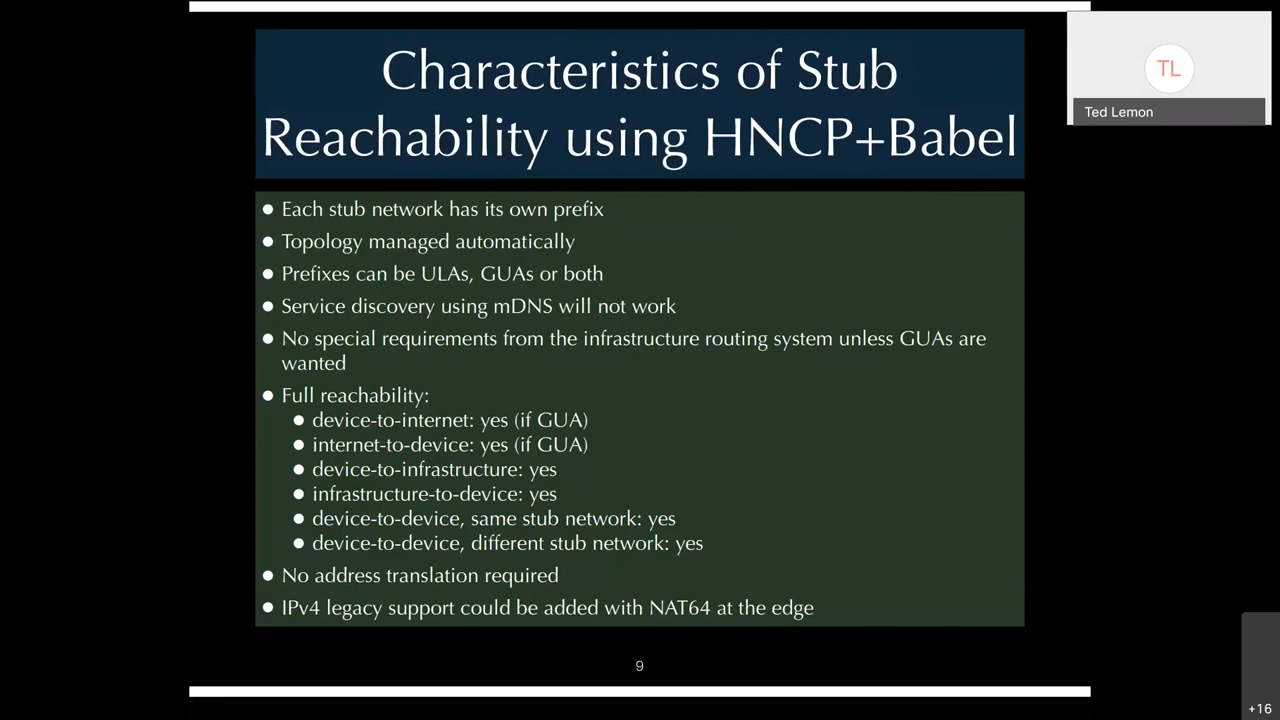 Characteristics of Stub
Reachability using HNCP+Babel
TL
Ted Lemon
● Each stub network has its own prefix
● Topology managed automatically
● Prefixes can be ULAs, GUAs or both
● Service discovery using mDNS will not work
● No special requirements from the infrastructure routing system unless GUAs are
wanted
● Full reachability:
● device-to-internet: yes (if GUA)
● internet-to-device: yes (if GUA)
● device-to-infrastructure: yes
● infrastructure-to-device: yes
● device-to-device, same stub network: yes
● device-to-device, different stub network: yes
● No address translation required
● IPv4 legacy support could be added with NAT64 at the edge
9
+16